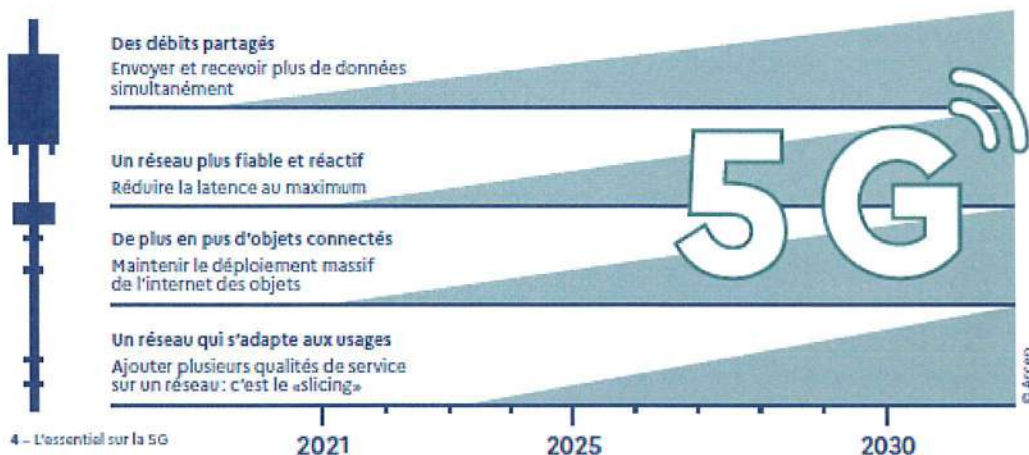 Des débits partagés
Envoyer et recevoir plus de données
simultanément
Un réseau plus fiable et réactif
Réduire la latence au maximum
De plus en pus d'objets connectés
Maintenir le déploiement massif
de l'internet des objets
Un réseau qui s'adapte aux usages
Ajouter plusieurs qualités de service
sur un réseau: c'est le «slicing»
5G
© Arcep
4 – L'essentiel sur la 5G
2021
2025
2030